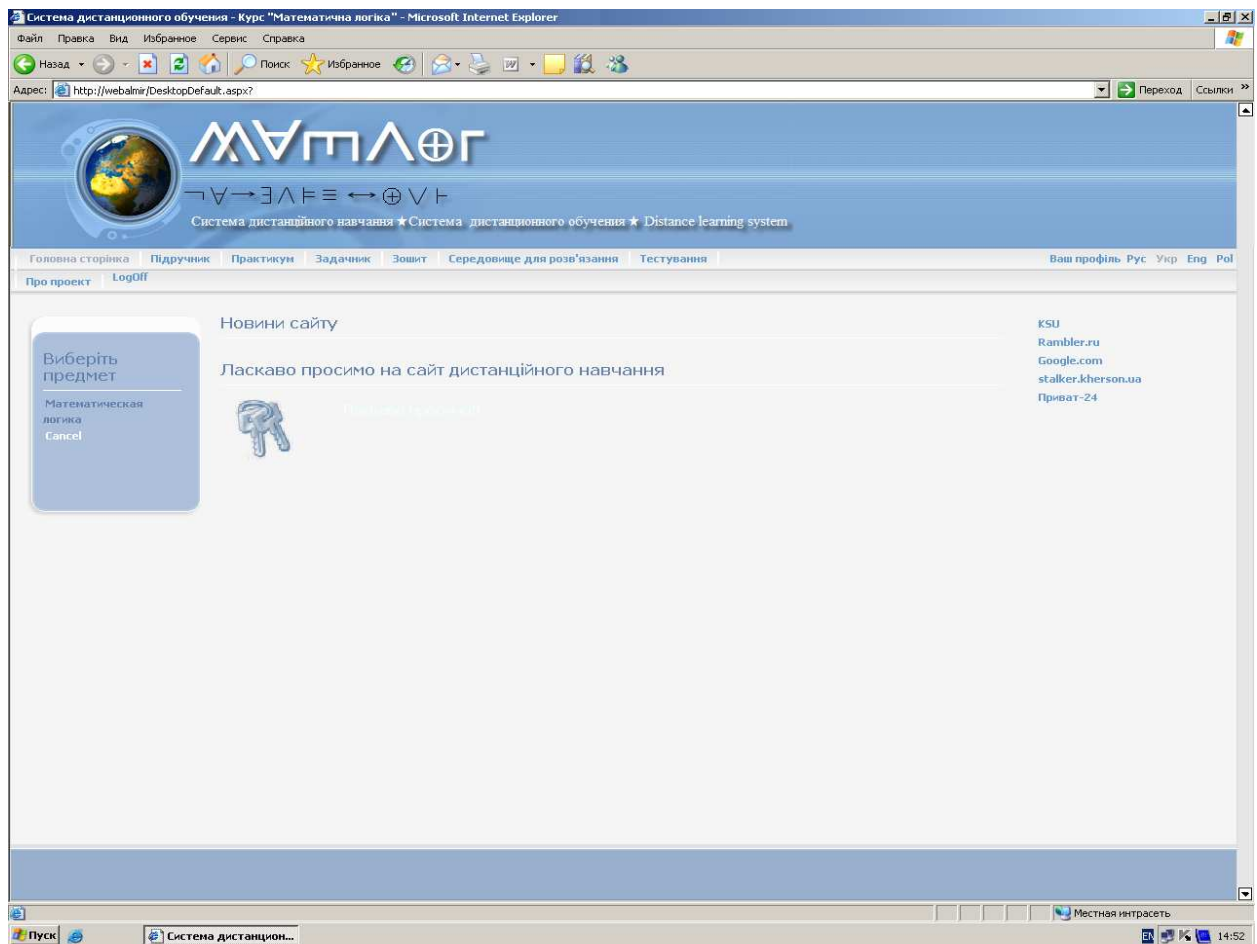 Система дистанционного обучения - Курс "Математична логіка" - Microsoft Internet Explorer
Файл Правка Вид Избранное Сервис Справка
Назад Поиск Избранное
Адрес: http://webalmir/DesktopDefault.aspx? Переход Ссылки »
¬∀→∃∧⊨≡↔⊕∨⊢
Система дистанційного навчання ★ Система дистанционного обучения ★ Distance learning system
Головна сторінка Підручник Практикум Задачник Зошит Середовище для розв'язання Тестування Ваш профіль Рус Укр Eng Pol
Про проект LogOff
Виберіть
предмет
Математическая
логика
Cancel
Новини сайту
Ласкаво просимо на сайт дистанційного навчання
KSU
Rambler.ru
Google.com
stalker.kherson.ua
Приват-24
Местная интрасеть
Пуск Система дистанцион... EN 14:52